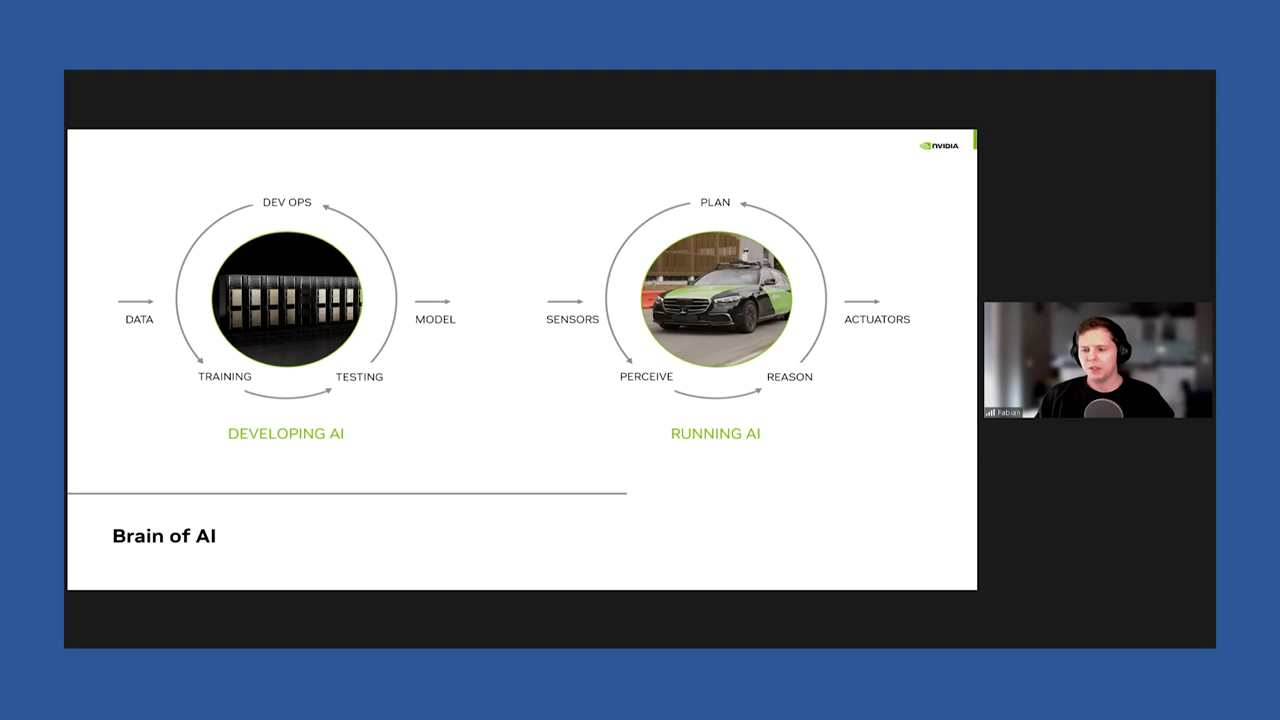 NVIDIA
DEV OPS
DATA
MODEL
TRAINING
TESTING
DEVELOPING AI
PLAN
SENSORS
ACTUATORS
PERCEIVE
REASON
RUNNING AI
Brain of AI
Fabian